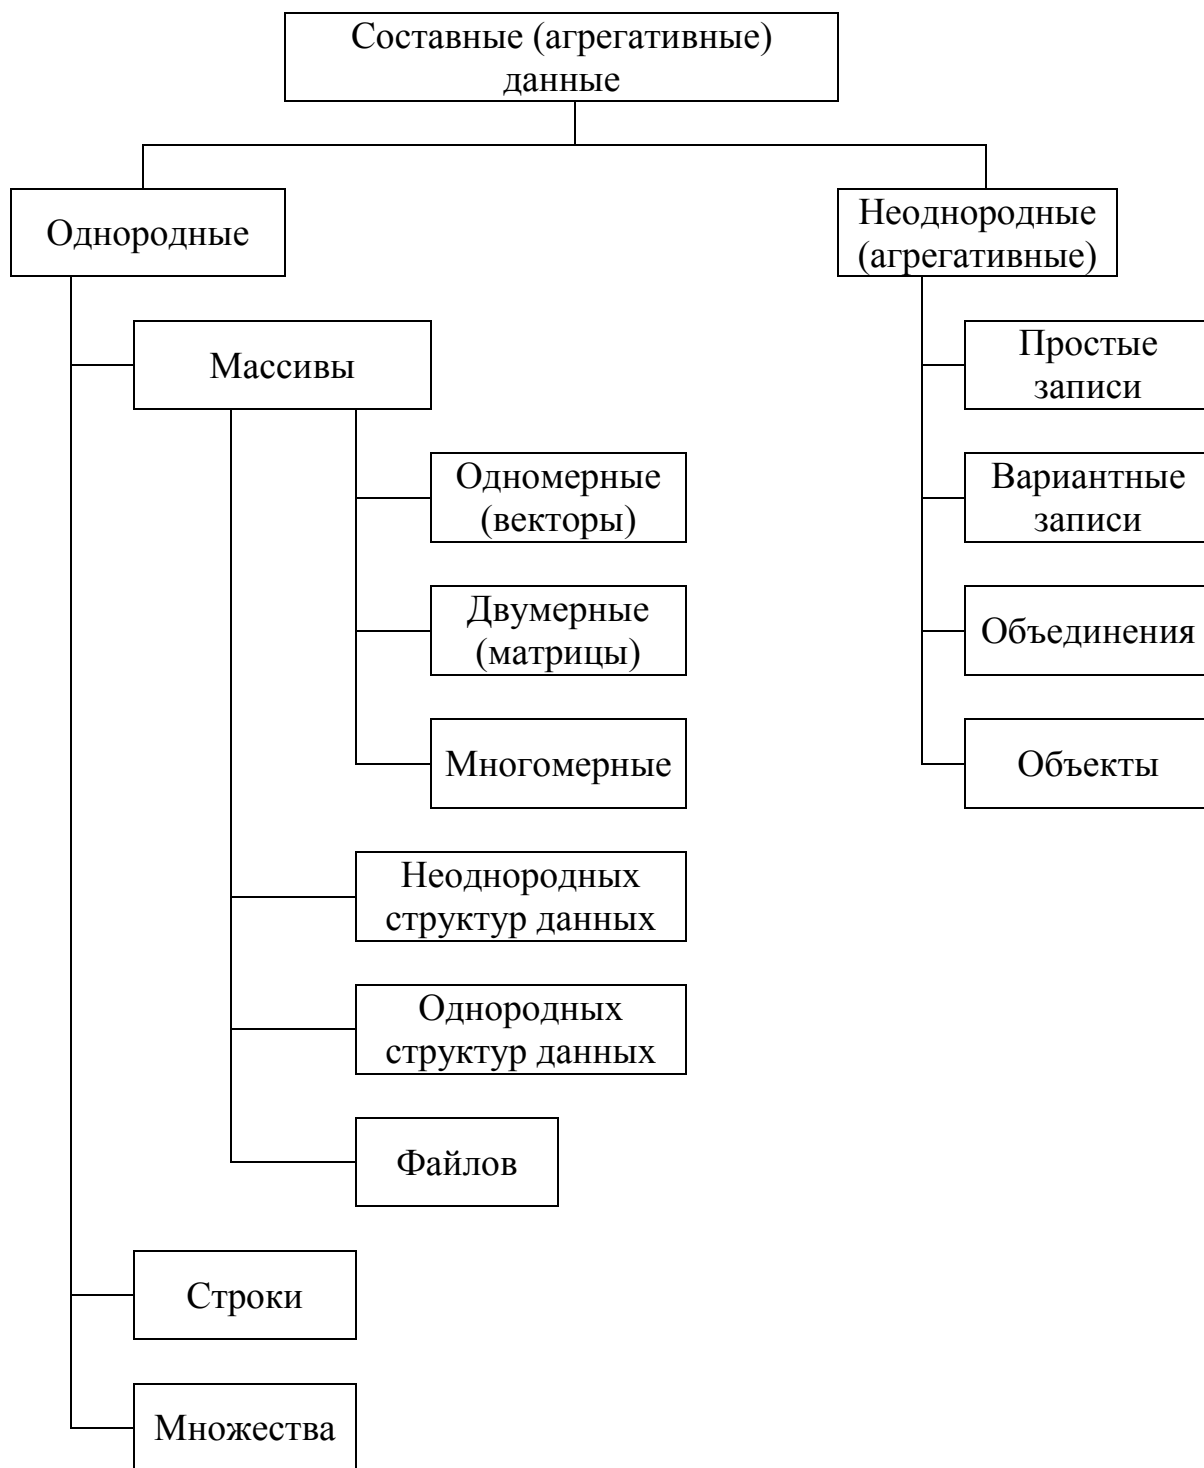 Составные (агрегативные)
данные
Однородные
Неоднородные
(агрегативные)
Массивы
Простые
записи
Одномерные
(векторы)
Вариантные
записи
Двумерные
(матрицы)
Объединения
Многомерные
Объекты
Неоднородных
структур данных
Однородных
структур данных
Файлов
Строки
Множества